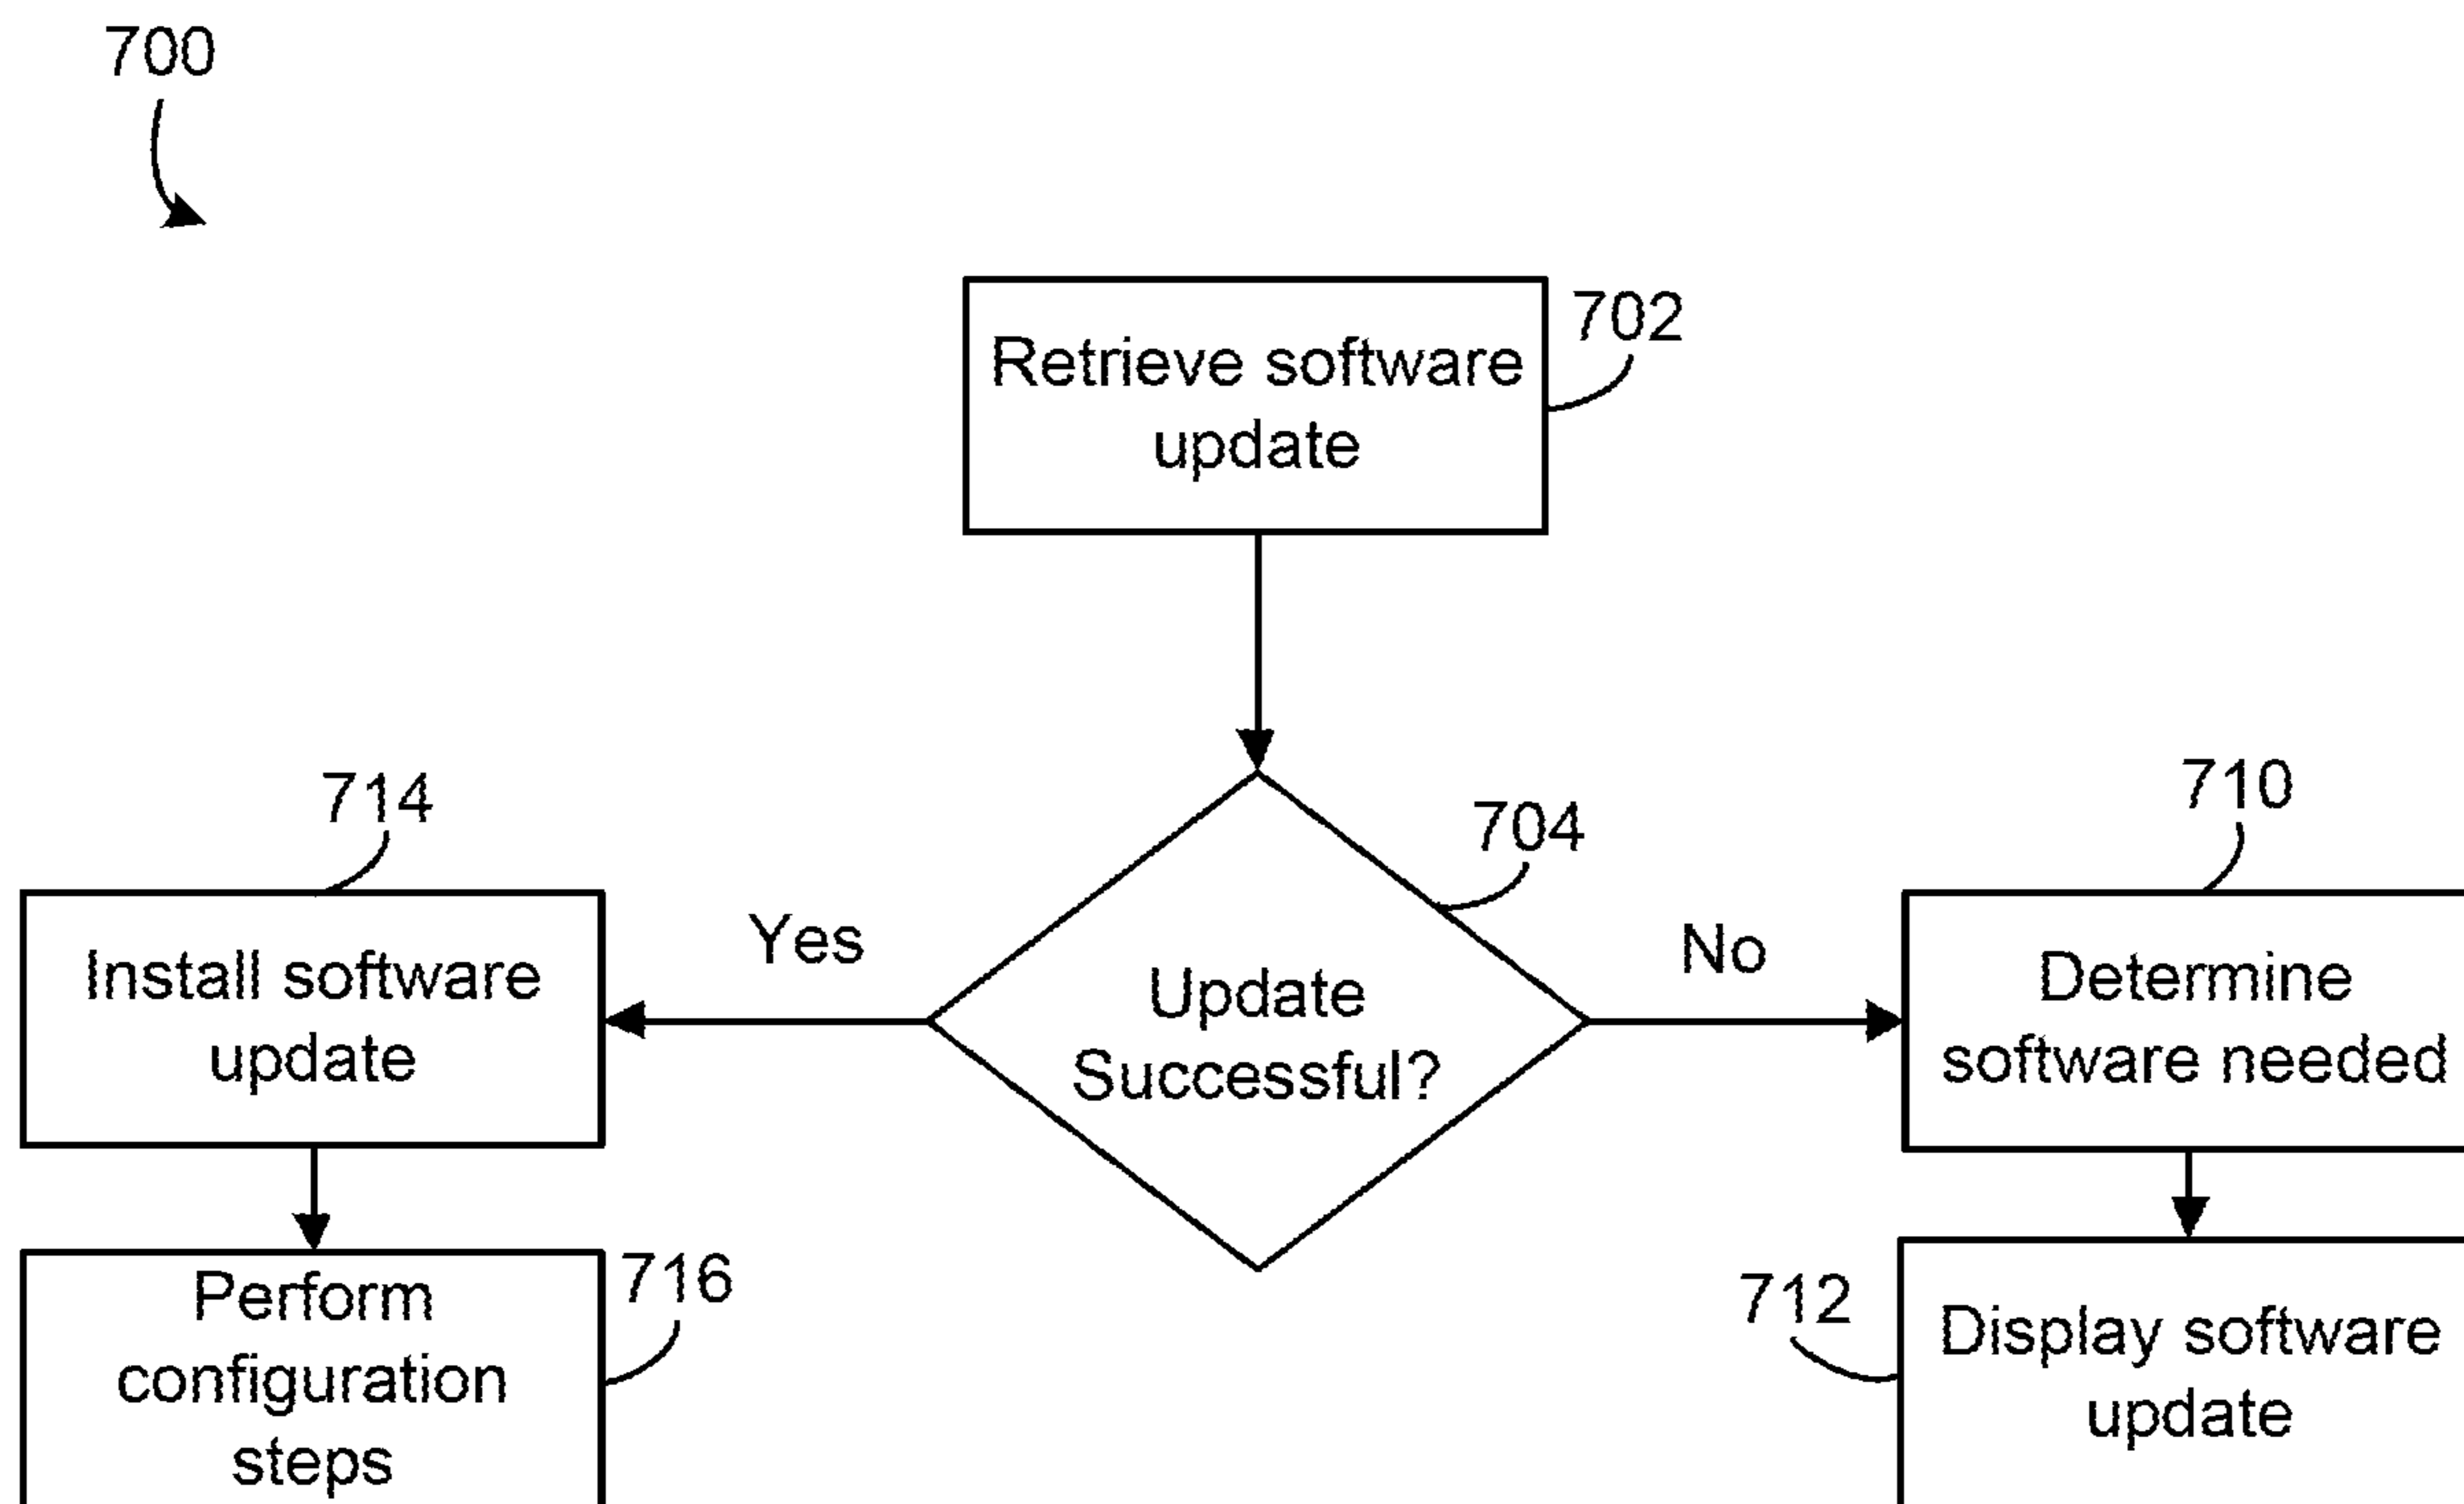 700
702
Retrieve software
update
714
704
710
Yes
No
Install software
update
Update
Successful?
Determine
software needed
716
712
Perform
configuration
steps
Display software
update